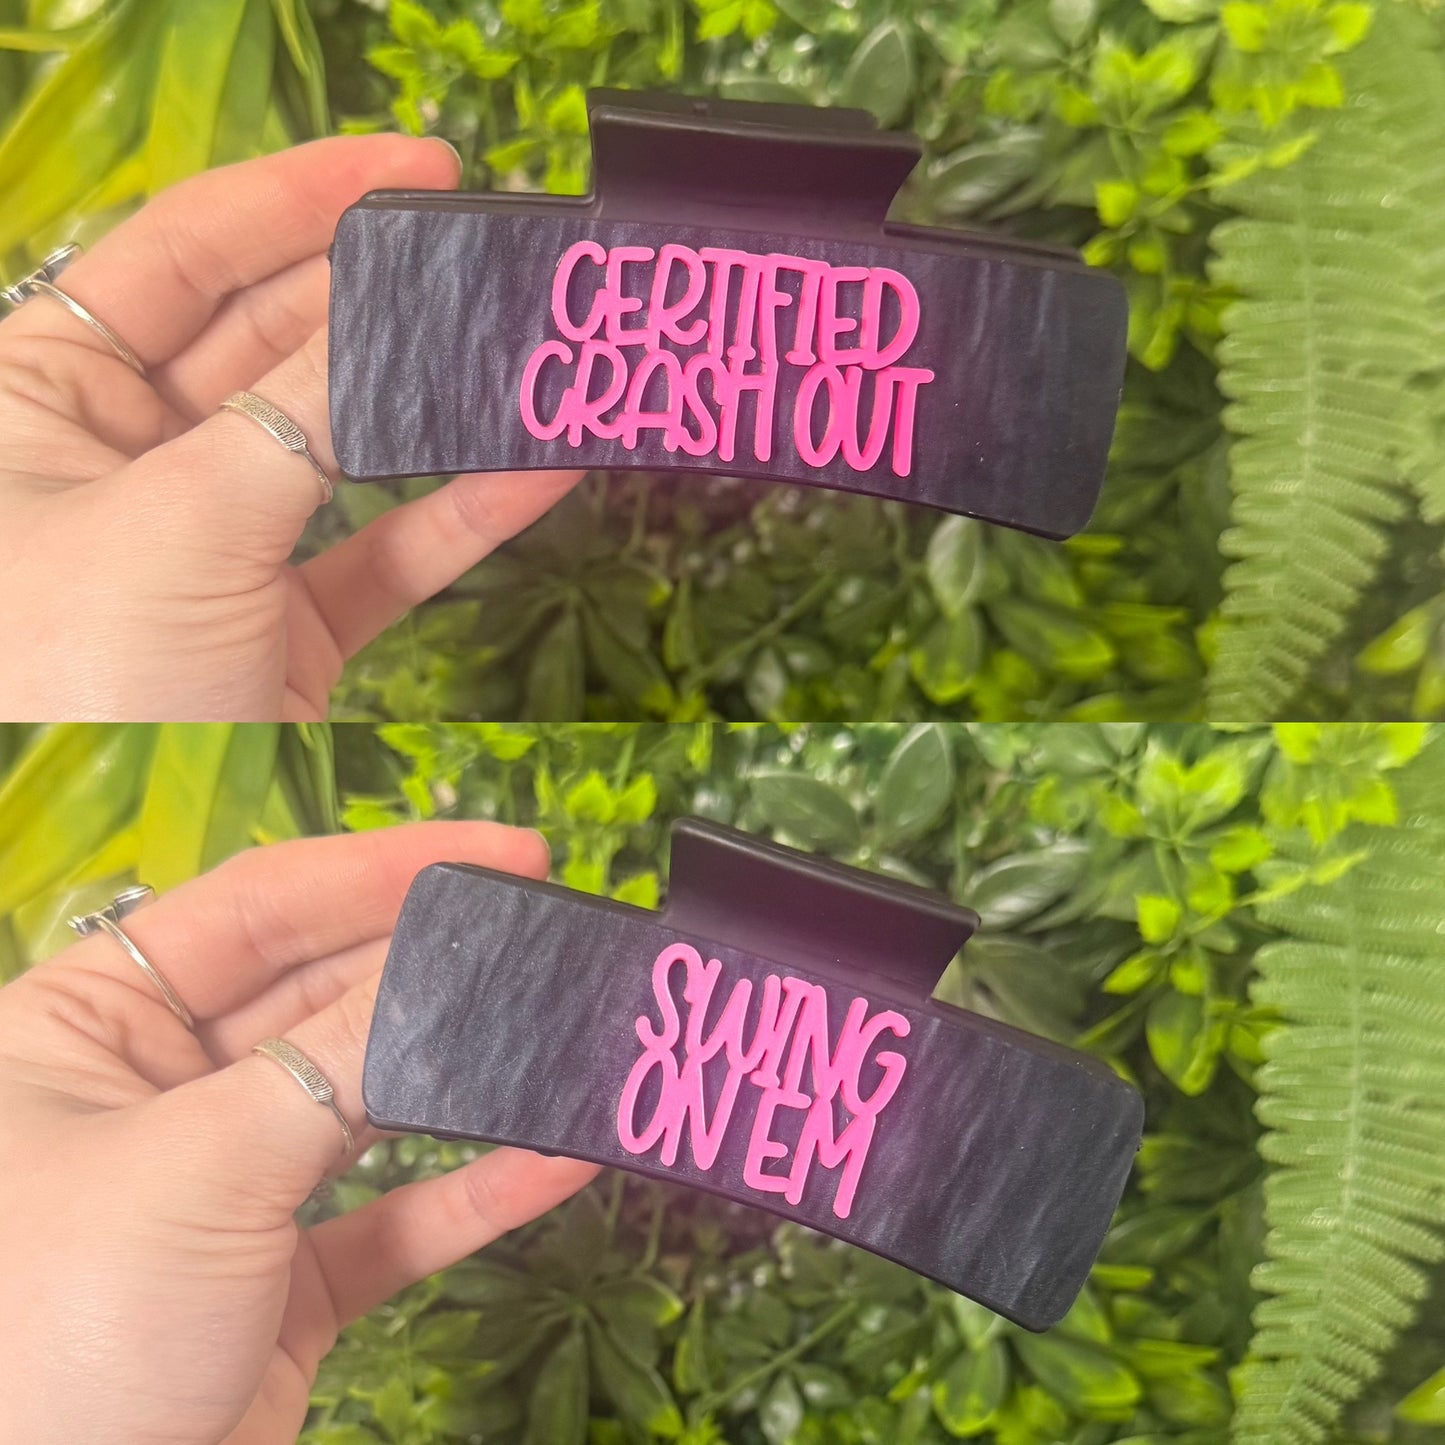 CERTIFIED
CRASH OUT
SWING
ON EM